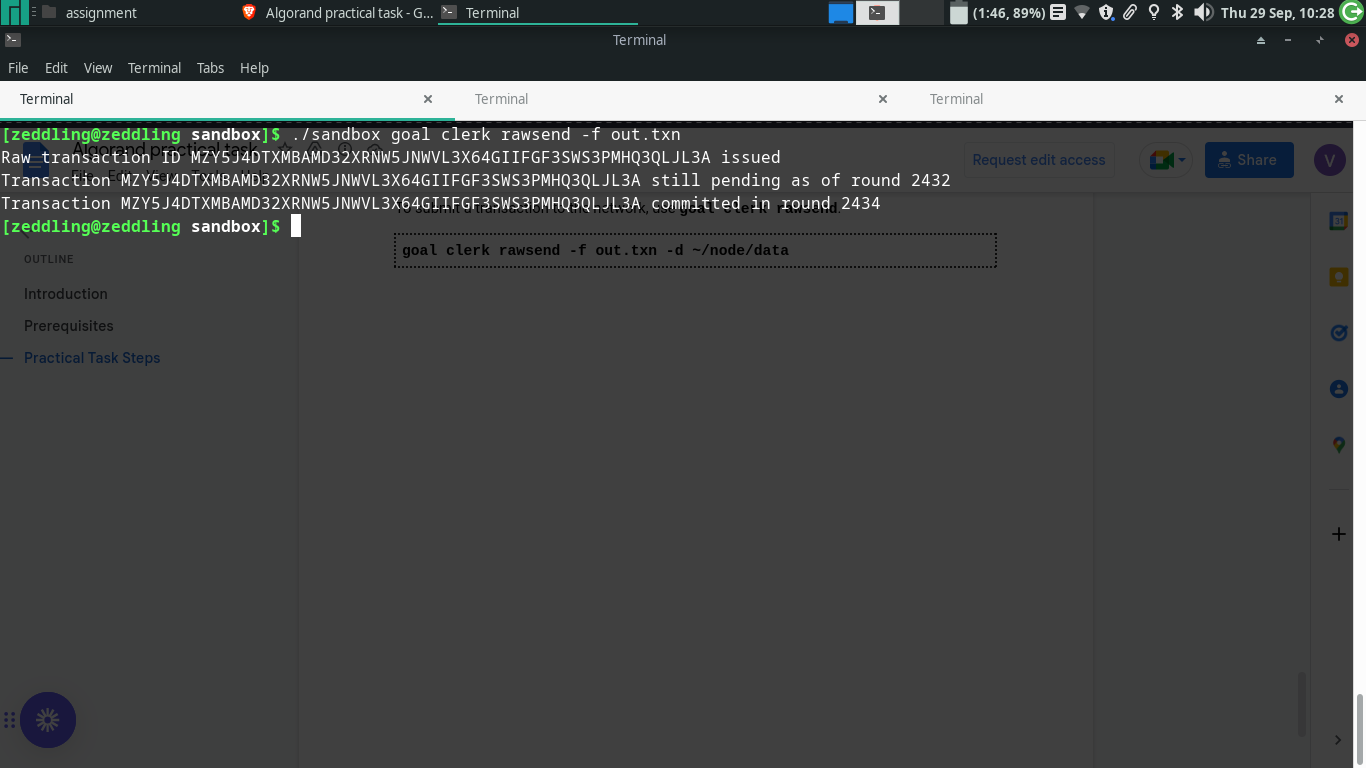 assignment
Algorand practical task - G...
Terminal
(1:46, 89%)
Thu 29 Sep, 10:28
Terminal
File Edit View Terminal Tabs Help
Terminal
Terminal
Terminal
[zeddling@zeddling sandbox]$ ./sandbox goal clerk rawsend -f out.txn
Raw transaction ID MZY5J4DTXMBAMD32XRNW5JNWVL3X64GIIFGF3SWS3PMHQ3QLJL3A issued
Transaction MZY5J4DTXMBAMD32XRNW5JNWVL3X64GIIFGF3SWS3PMHQ3QLJL3A still pending as of round 2432
Transaction MZY5J4DTXMBAMD32XRNW5JNWVL3X64GIIFGF3SWS3PMHQ3QLJL3A committed in round 2434
[zeddling@zeddling sandbox]$
Algorand practical task
File Edit
Request edit access
Share
V
To submit a transaction to the network, use goal clerk rawsend.
goal clerk rawsend -f out.txn -d ~/node/data
OUTLINE
Introduction
Prerequisites
Practical Task Steps